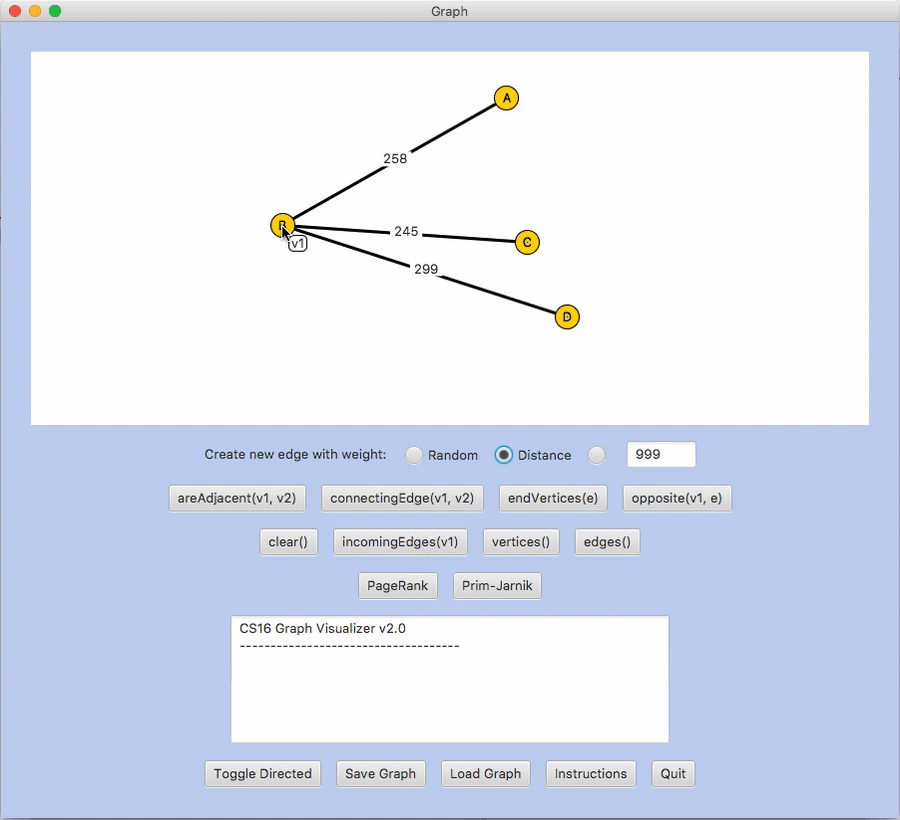 Graph
A
258
B
v1
245
C
299
D
Create new edge with weight: Random Distance 999
areAdjacent(v1, v2) connectingEdge(v1, v2) endVertices(e) opposite(v1, e)
clear() incomingEdges(v1) vertices() edges()
PageRank Prim-Jarnik
CS16 Graph Visualizer v2.0
-----------------------------------
Toggle Directed Save Graph Load Graph Instructions Quit